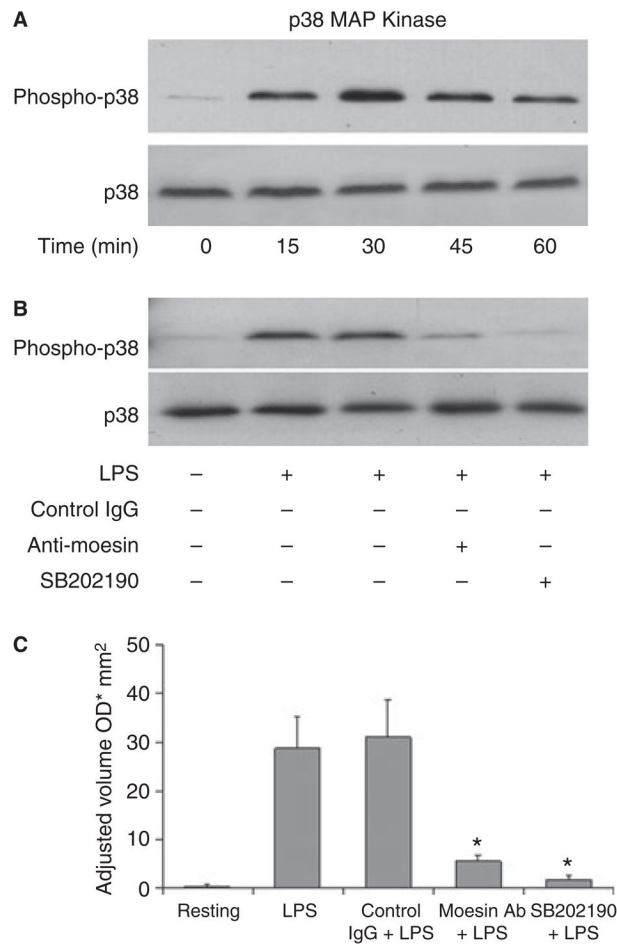 A
p38 MAP Kinase
Phospho-p38
p38
Time (min) 0 15 30 45 60
B
Phospho-p38
p38
LPS – + + + +
Control IgG – – – – –
Anti-moesin – – – + –
SB202190 – – – – +
C
Adjusted volume OD* mm²
50
40
30
20
10
0
* *
Resting LPS Control Moesin Ab SB202190
IgG + LPS + LPS + LPS